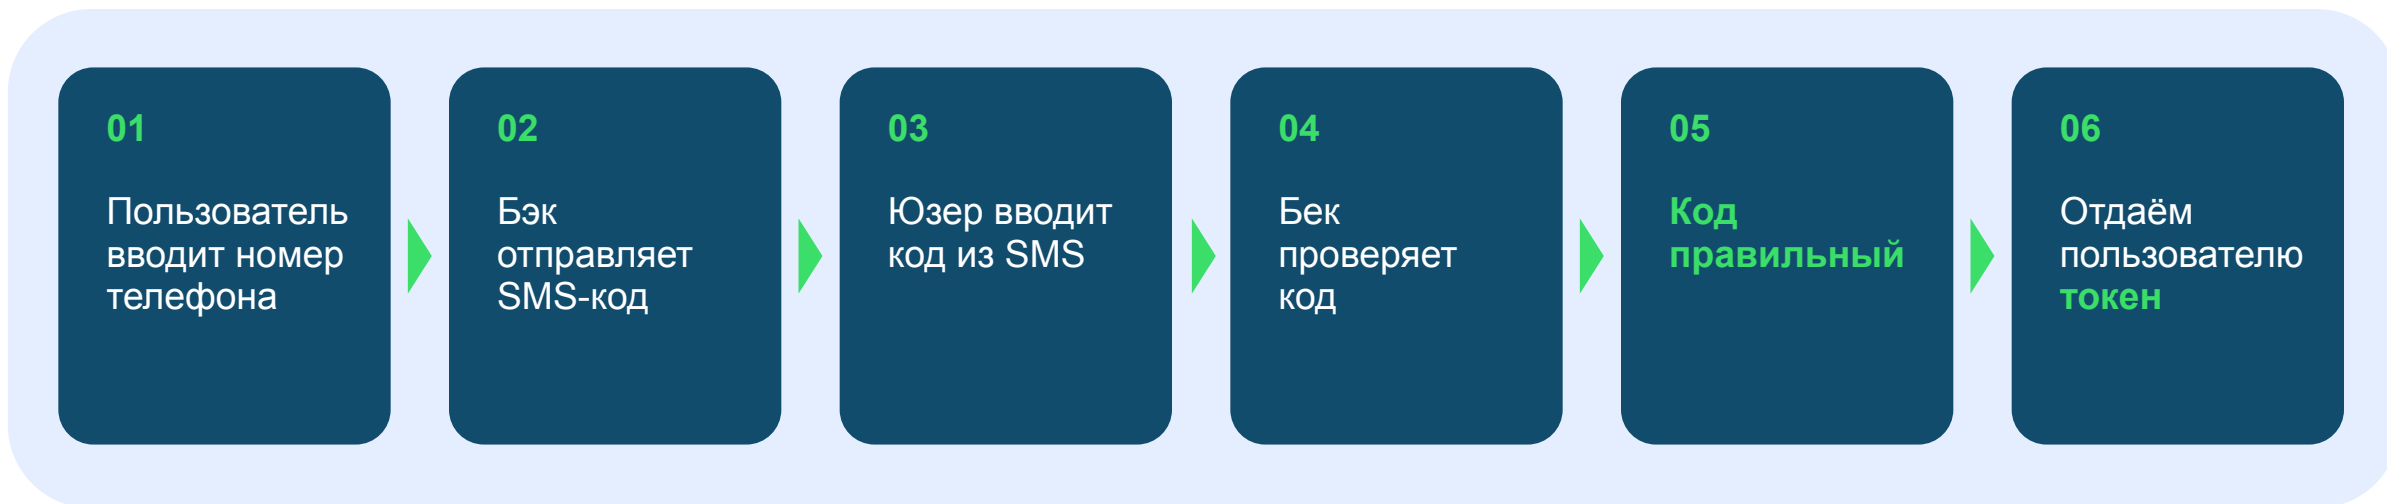 01
Пользователь
вводит номер
телефона
02
Бэк
отправляет
SMS-код
03
Юзер вводит
код из SMS
04
Бек
проверяет
код
05
Код
правильный
06
Отдаём
пользователю
токен